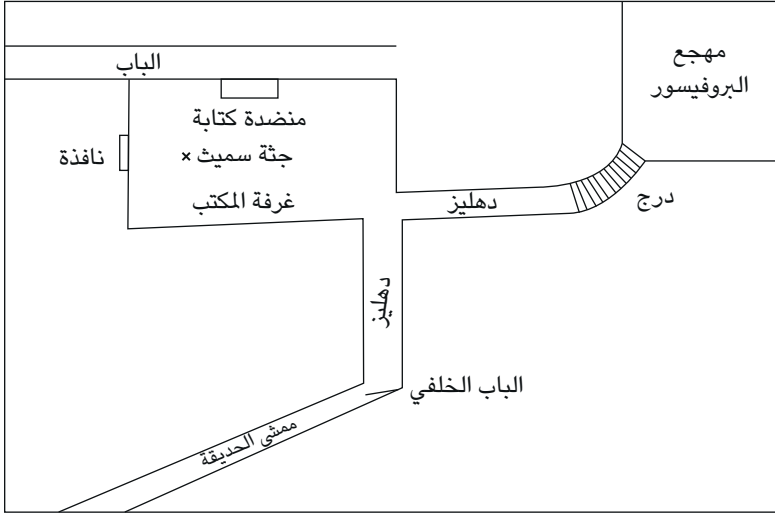 مهجع
البروفيسور
الباب
منضدة كتابة
جثة سميث ×
نافذة
غرفة المكتب
دهليز
درج
دهليز
الباب الخلفي
ممشى الحديقة